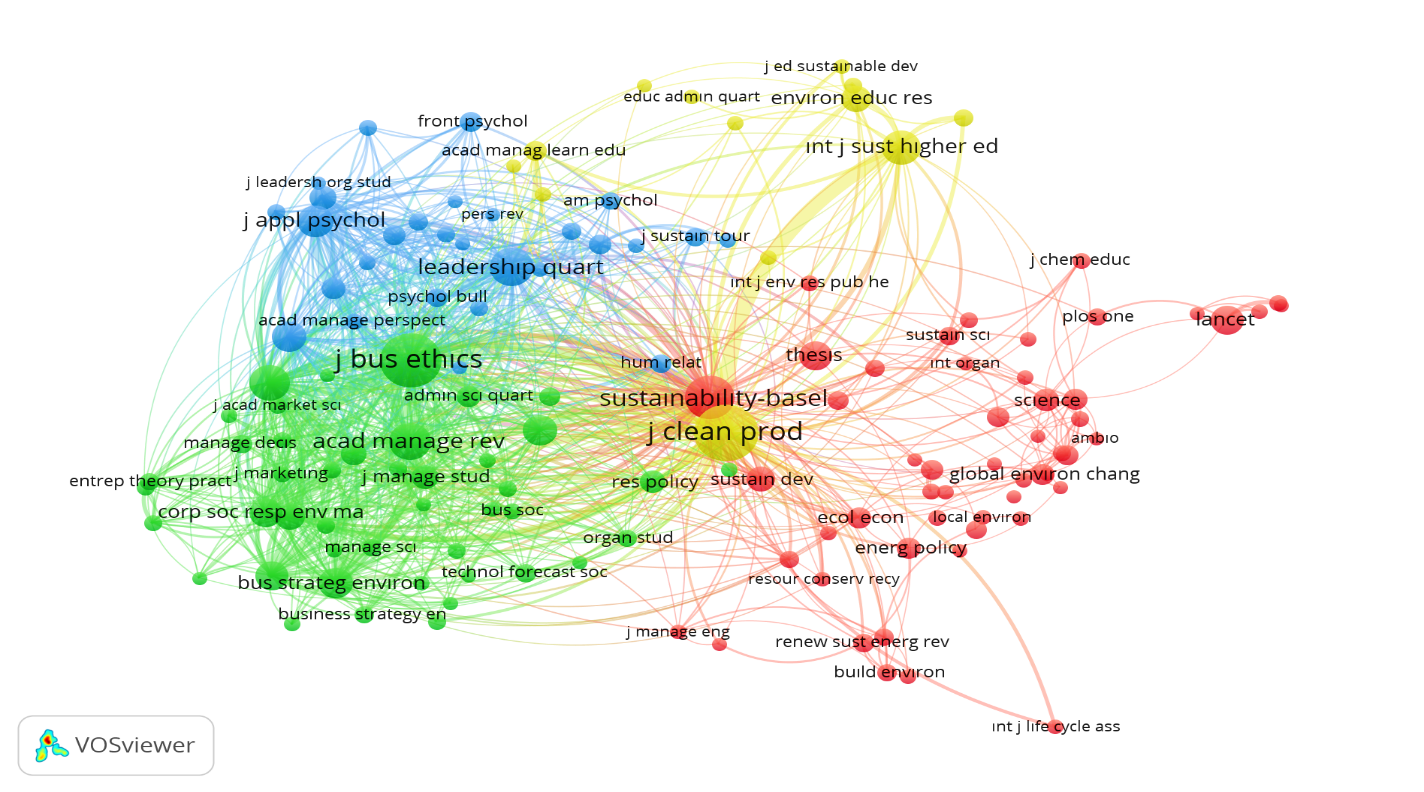 j ed sustainable dev
educ admin quart
environ educ res
front psychol
int j sust higher ed
acad manag learn edu
j leadersh org stud
am psychol
pers rev
j appl psychol
j sustain tour
j chem educ
leadership quart
int j env res pub he
psychol bull
plos one
lancet
acad manage perspect
sustain sci
thesis
j bus ethics
hum relat
int organ
admin sci quart
sustainability-basel
science
j acad market sci
j clean prod
ambio
manage decis
acad manage rev
j marketing
j manage stud
global environ chang
entrep theory pract
res policy
sustain dev
corp soc resp env ma
bus soc
ecol econ
local environ
organ stud
manage sci
energ policy
technol forecast soc
bus strateg environ
resour conserv recy
business strategy en
j manage eng
renew sust energ rev
build environ
int j life cycle ass
VOSviewer